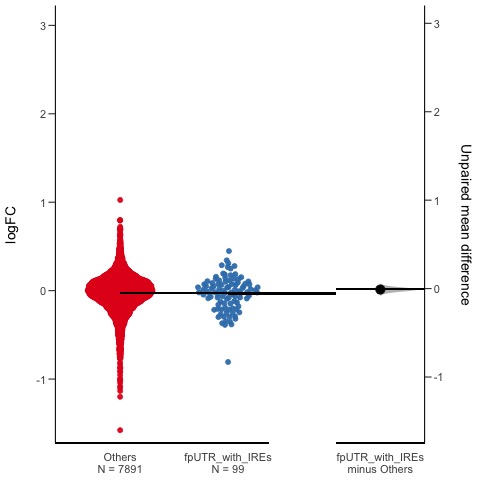 3
2
1
0
-1
logFC
3
2
1
0
-1
Unpaired mean difference
Others
N = 7891
fpUTR_with_IREs
N = 99
fpUTR_with_IREs
minus Others